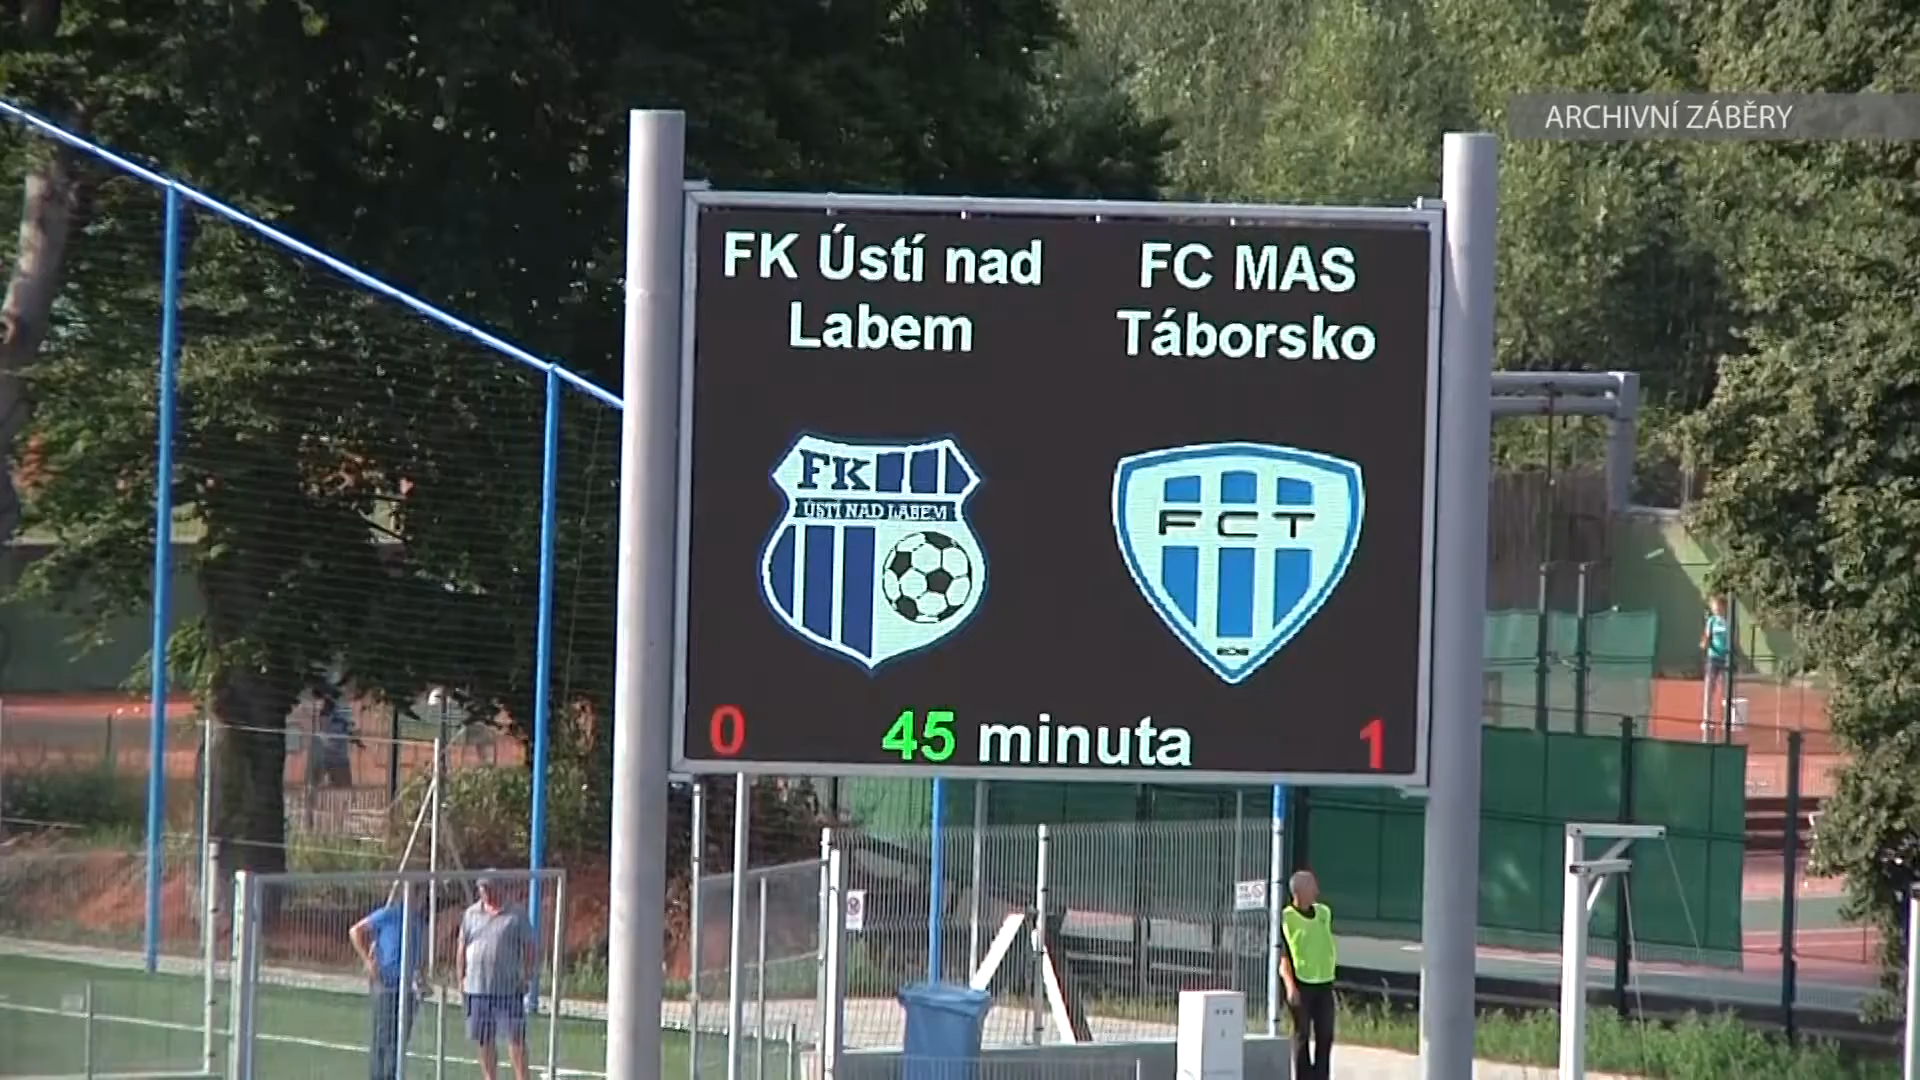 ARCHIVNÍ ZÁBĚRY
FK Ústí nad
Labem
FC MAS
Táborsko
FK
ÚSTÍ NAD LABEM
FCT
0
45 minuta
1